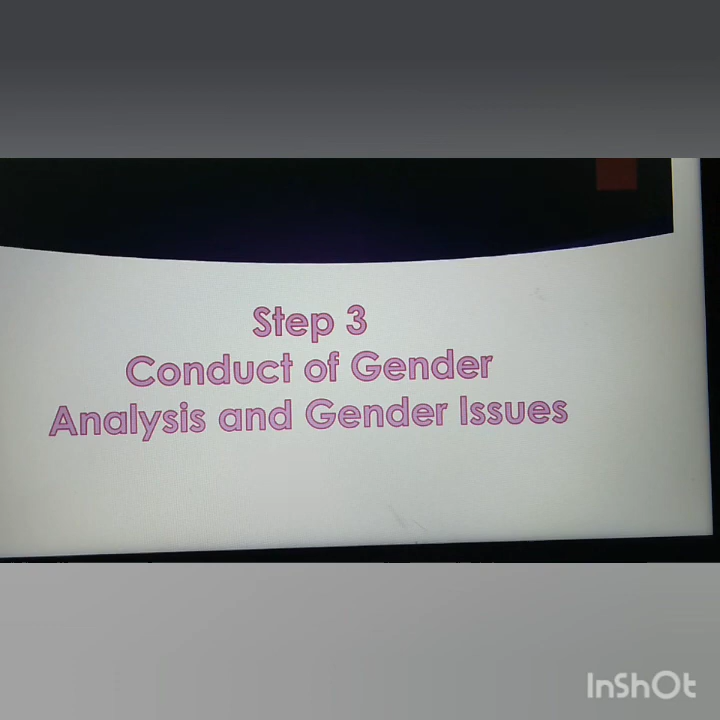 Step 3
Conduct of Gender
Analysis and Gender Issues
InShOt